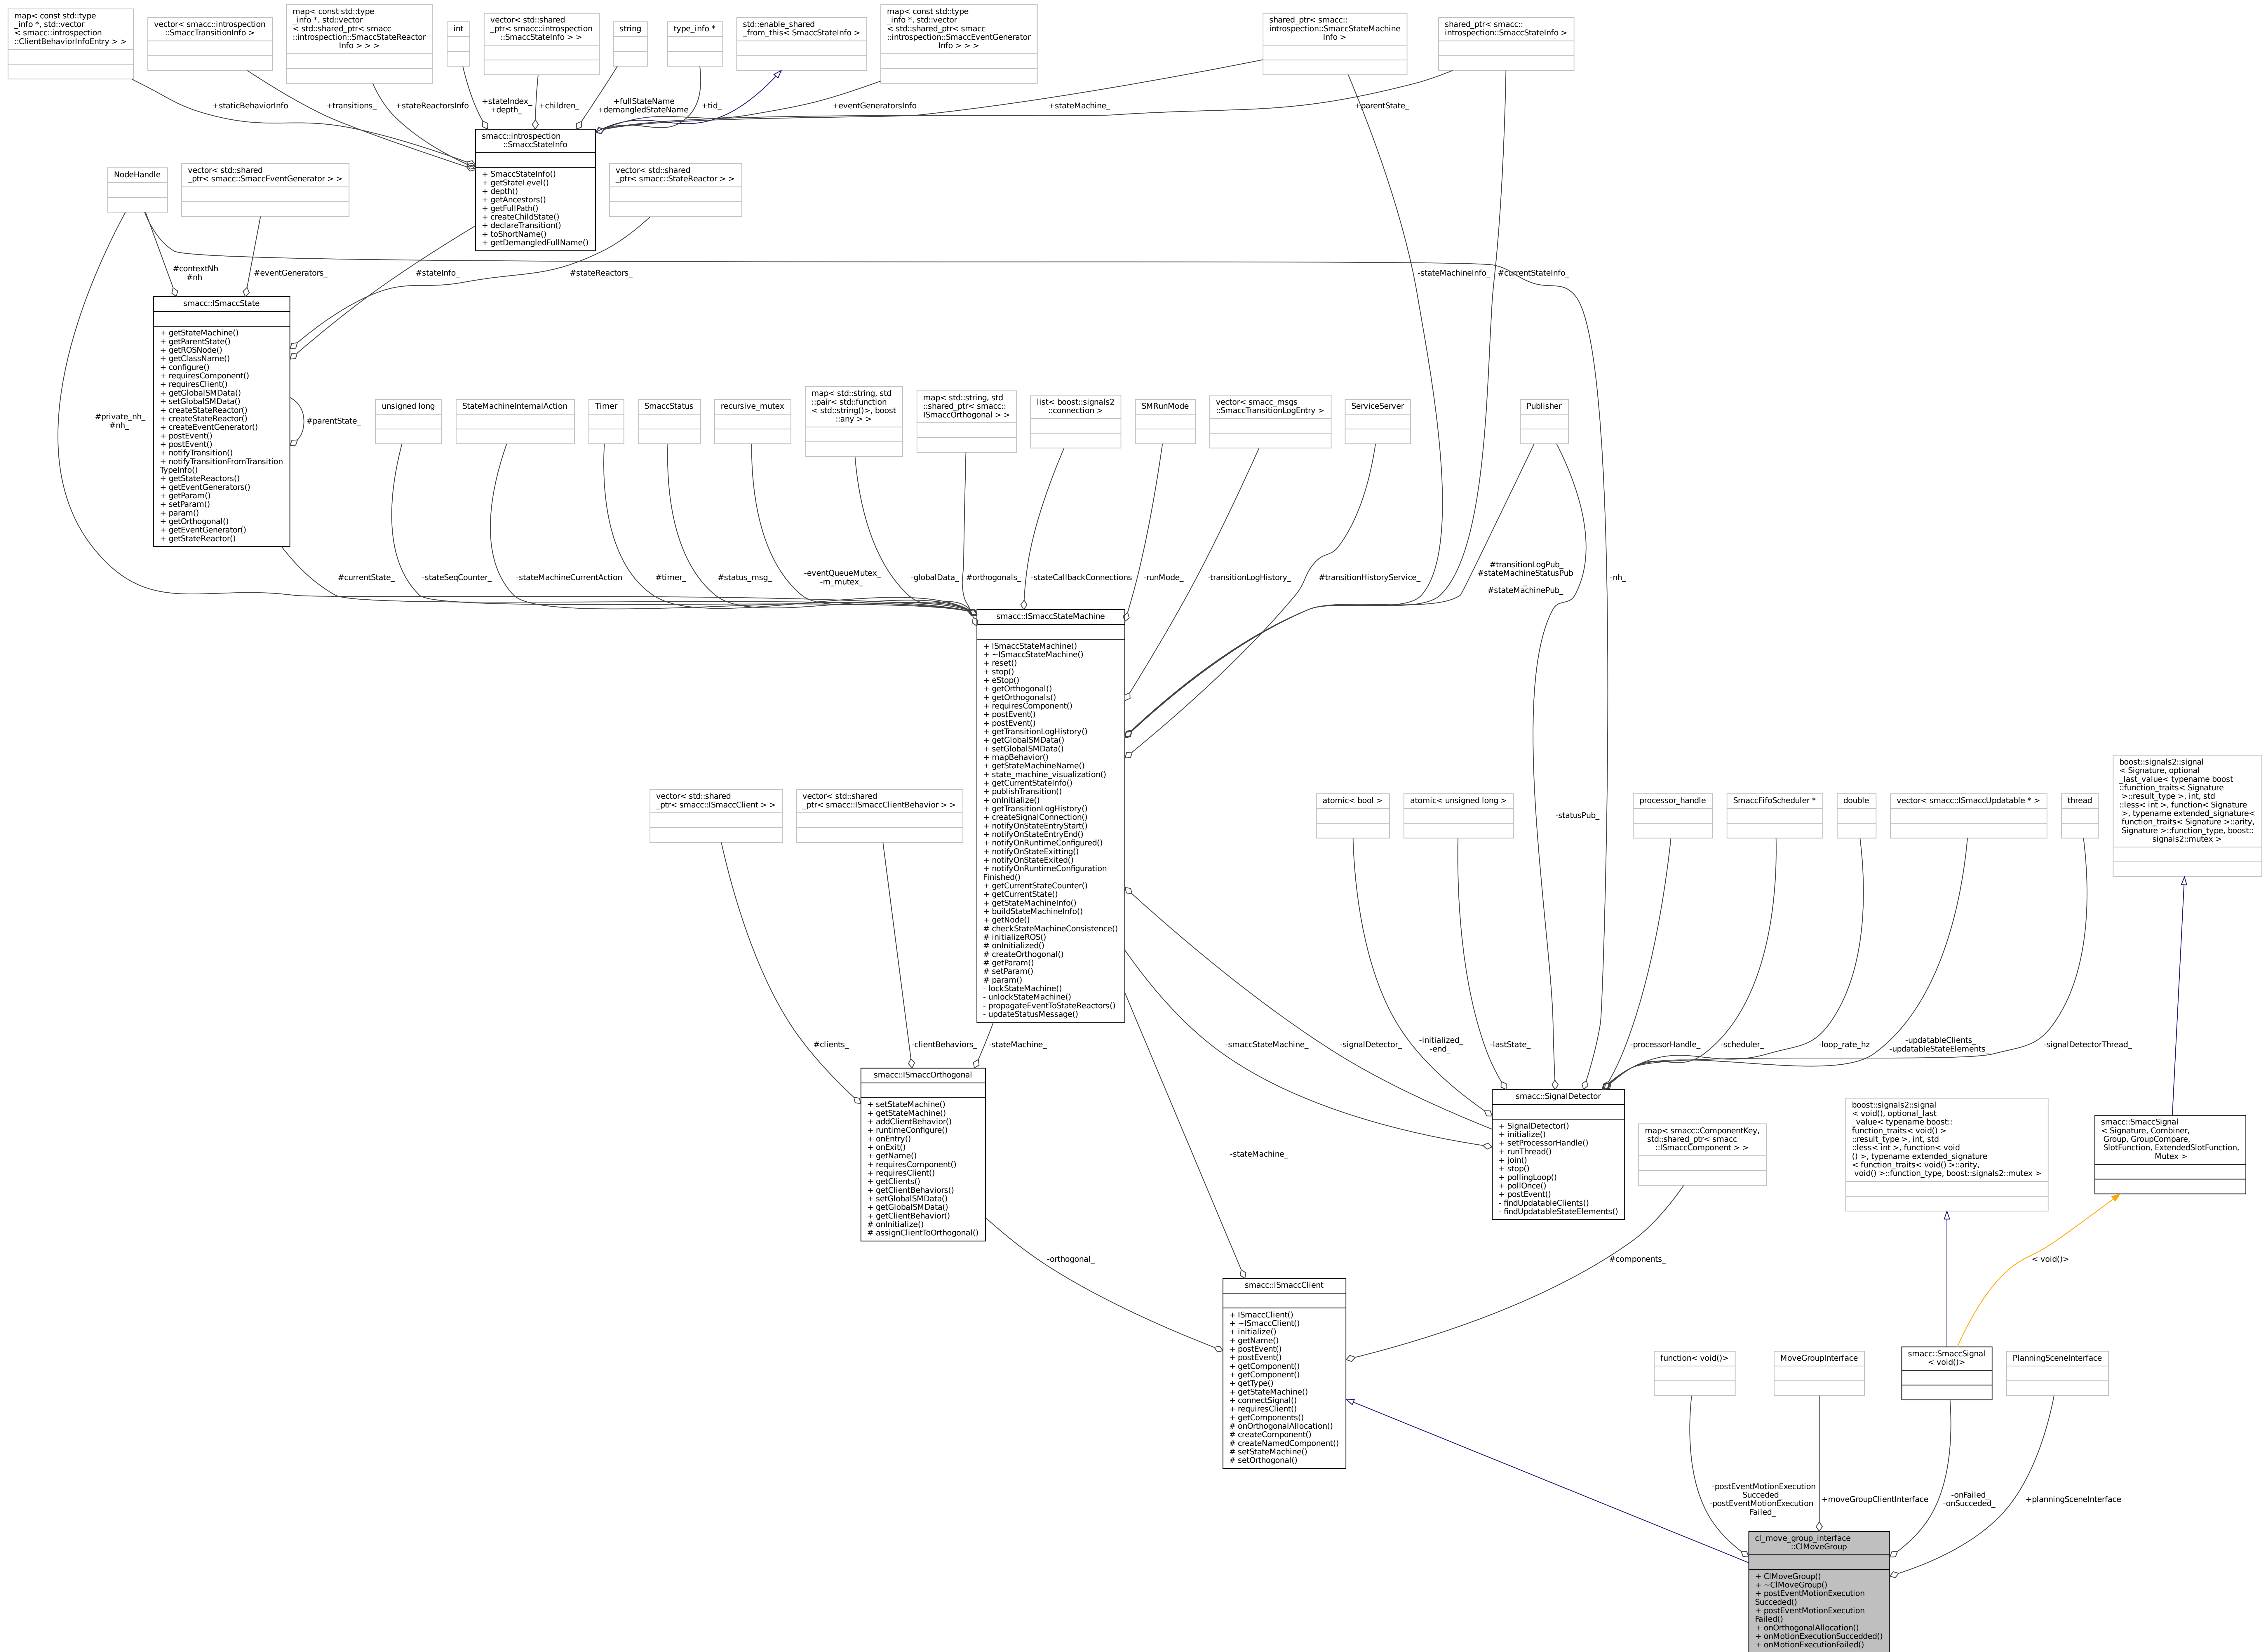 map< const std::type
_info *, std::vector
< smacc::introspection
::ClientBehaviorInfoEntry > >
vector< smacc::introspection
::SmaccTransitionInfo >
map< const std::type
_info *, std::vector
< std::shared_ptr< smacc
::introspection::SmaccStateReactor
Info > > >
int
vector< std::shared
_ptr< smacc::introspection
::SmaccStateInfo > >
string
type_info *
std::enable_shared
_from_this< SmaccStateInfo >
map< const std::type
_info *, std::vector
< std::shared_ptr< smacc
::introspection::SmaccEventGenerator
Info > > >
shared_ptr< smacc::
introspection::SmaccStateMachine
Info >
shared_ptr< smacc::
introspection::SmaccStateInfo >
+staticBehaviorInfo
+transitions_
+stateReactorsInfo
+stateIndex_
+depth_
+children_
+fullStateName
+demangledStateName
+tid_
+eventGeneratorsInfo
+stateMachine_
+parentState_
smacc::introspection
::SmaccStateInfo
+ SmaccStateInfo()
+ getStateLevel()
+ depth()
+ getAncestors()
+ getFullPath()
+ createChildState()
+ declareTransition()
+ toShortName()
+ getDemangledFullName()
NodeHandle
vector< std::shared
_ptr< smacc::SmaccEventGenerator > >
vector< std::shared
_ptr< smacc::StateReactor > >
#contextNh
#nh
#eventGenerators_
#stateInfo_
#stateReactors_
-stateMachineInfo_
#currentStateInfo_
smacc::ISmaccState
+ getStateMachine()
+ getParentState()
+ getROSNode()
+ getClassName()
+ configure()
+ requiresComponent()
+ requiresClient()
+ getGlobalSMData()
+ setGlobalSMData()
+ createStateReactor()
+ createStateReactor()
+ createEventGenerator()
+ postEvent()
+ postEvent()
+ notifyTransition()
+ notifyTransitionFromTransition
TypeInfo()
+ getStateReactors()
+ getEventGenerators()
+ getParam()
+ setParam()
+ param()
+ getOrthogonal()
+ getEventGenerator()
+ getStateReactor()
#private_nh_
#nh_
#parentState_
unsigned long
StateMachineInternalAction
Timer
SmaccStatus
recursive_mutex
map< std::string, std
::pair< std::function
< std::string()>, boost
::any > >
map< std::string, std
::shared_ptr< smacc::
ISmaccOrthogonal > >
list< boost::signals2
::connection >
SMRunMode
vector< smacc_msgs
::SmaccTransitionLogEntry >
ServiceServer
Publisher
#currentState_
-stateSeqCounter_
-stateMachineCurrentAction
#timer_
#status_msg_
-eventQueueMutex_
-m_mutex_
-globalData_
#orthogonals_
-stateCallbackConnections
-runMode_
-transitionLogHistory_
#transitionHistoryService_
#transitionLogPub_
#stateMachineStatusPub
_
#stateMachinePub_
-nh_
smacc::ISmaccStateMachine
+ ISmaccStateMachine()
+ ~ISmaccStateMachine()
+ reset()
+ stop()
+ eStop()
+ getOrthogonal()
+ getOrthogonals()
+ requiresComponent()
+ postEvent()
+ postEvent()
+ getTransitionLogHistory()
+ getGlobalSMData()
+ setGlobalSMData()
+ mapBehavior()
+ getStateMachineName()
+ state_machine_visualization()
+ getCurrentStateInfo()
+ publishTransition()
+ onInitialize()
+ getTransitionLogHistory()
+ createSignalConnection()
+ notifyOnStateEntryStart()
+ notifyOnStateEntryEnd()
+ notifyOnRuntimeConfigured()
+ notifyOnStateExitting()
+ notifyOnStateExited()
+ notifyOnRuntimeConfiguration
Finished()
+ getCurrentStateCounter()
+ getCurrentState()
+ getStateMachineInfo()
+ buildStateMachineInfo()
+ getNode()
# checkStateMachineConsistence()
# initializeROS()
# onInitialized()
# createOrthogonal()
# getParam()
# setParam()
# param()
- lockStateMachine()
- unlockStateMachine()
- propagateEventToStateReactors()
- updateStatusMessage()
vector< std::shared
_ptr< smacc::ISmaccClient > >
vector< std::shared
_ptr< smacc::ISmaccClientBehavior > >
atomic< bool >
atomic< unsigned long >
-statusPub_
processor_handle
SmaccFifoScheduler *
double
vector< smacc::ISmaccUpdatable * >
thread
boost::signals2::signal
< Signature, optional
_last_value< typename boost
::function_traits< Signature
>::result_type >, int, std
::less< int >, function< Signature
>, typename extended_signature<
function_traits< Signature >::arity,
Signature >::function_type, boost::
signals2::mutex >
#clients_
-clientBehaviors_
-stateMachine_
-smaccStateMachine_
-signalDetector_
-initialized_
-end_
-lastState_
-processorHandle_
-scheduler_
-loop_rate_hz
-updatableClients_
-updatableStateElements_
-signalDetectorThread_
smacc::ISmaccOrthogonal
+ setStateMachine()
+ getStateMachine()
+ addClientBehavior()
+ runtimeConfigure()
+ onEntry()
+ onExit()
+ getName()
+ requiresComponent()
+ requiresClient()
+ getClients()
+ getClientBehaviors()
+ setGlobalSMData()
+ getGlobalSMData()
+ getClientBehavior()
# onInitialize()
# assignClientToOrthogonal()
smacc::SignalDetector
+ SignalDetector()
+ initialize()
+ setProcessorHandle()
+ runThread()
+ join()
+ stop()
+ pollingLoop()
+ pollOnce()
+ postEvent()
- findUpdatableClients()
- findUpdatableStateElements()
map< smacc::ComponentKey,
std::shared_ptr< smacc
::ISmaccComponent > >
boost::signals2::signal
< void(), optional_last
_value< typename boost::
function_traits< void() >
::result_type >, int, std
::less< int >, function< void
() >, typename extended_signature
< function_traits< void() >::arity,
void() >::function_type, boost::signals2::mutex >
smacc::SmaccSignal
< Signature, Combiner,
Group, GroupCompare,
SlotFunction, ExtendedSlotFunction,
Mutex >
-stateMachine_
-orthogonal_
#components_
< void()>
smacc::ISmaccClient
+ ISmaccClient()
+ ~ISmaccClient()
+ initialize()
+ getName()
+ postEvent()
+ postEvent()
+ getComponent()
+ getComponent()
+ getType()
+ getStateMachine()
+ connectSignal()
+ requiresClient()
+ getComponents()
# onOrthogonalAllocation()
# createComponent()
# createNamedComponent()
# setStateMachine()
# setOrthogonal()
function< void()>
MoveGroupInterface
smacc::SmaccSignal
< void()>
PlanningSceneInterface
-postEventMotionExecution
Succeded_
-postEventMotionExecution
Failed_
+moveGroupClientInterface
-onFailed_
-onSucceded_
+planningSceneInterface
cl_move_group_interface
::ClMoveGroup
+ ClMoveGroup()
+ ~ClMoveGroup()
+ postEventMotionExecution
Succeded()
+ postEventMotionExecution
Failed()
+ onOrthogonalAllocation()
+ onMotionExecutionSuccedded()
+ onMotionExecutionFailed()